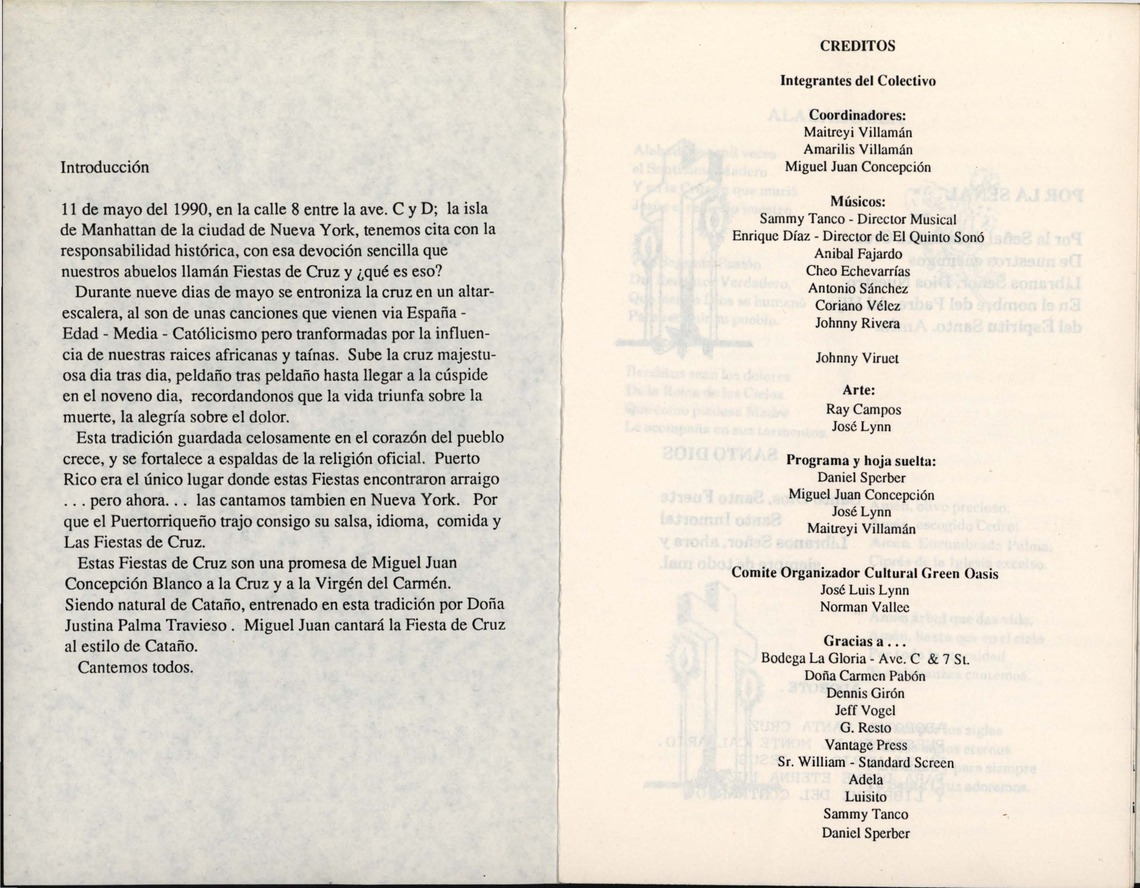 Introducción
11 de mayo del 1990, en la calle 8 entre la ave. C y D; la isla
de Manhattan de la ciudad de Nueva York, tenemos cita con la
responsabilidad histórica, con esa devoción sencilla que
nuestros abuelos llamán Fiestas de Cruz y ¿qué es eso?
Durante nueve dias de mayo se entroniza la cruz en un altar-
escalera, al son de unas canciones que vienen via España -
Edad - Media - Católicismo pero tranformadas por la influen-
cia de nuestras raices africanas y taínas. Sube la cruz majestu-
osa dia tras dia, peldaño tras peldaño hasta llegar a la cúspide
en el noveno dia, recordandonos que la vida triunfa sobre la
muerte, la alegría sobre el dolor.
Esta tradición guardada celosamente en el corazón del pueblo
crece, y se fortalece a espaldas de la religión oficial. Puerto
Rico era el único lugar donde estas Fiestas encontraron arraigo
. . . pero ahora. . . las cantamos tambien en Nueva York. Por
que el Puertorriqueño trajo consigo su salsa, idioma, comida y
Las Fiestas de Cruz.
Estas Fiestas de Cruz son una promesa de Miguel Juan
Concepción Blanco a la Cruz y a la Virgén del Carmén.
Siendo natural de Cataño, entrenado en esta tradición por Doña
Justina Palma Travieso . Miguel Juan cantará la Fiesta de Cruz
al estilo de Cataño.
Cantemos todos.
CREDITOS
Integrantes del Colectivo
Coordinadores:
Maitreyi Villamán
Amarilis Villamán
Miguel Juan Concepción
Músicos:
Sammy Tanco - Director Musical
Enrique Díaz - Director de El Quinto Sonó
Anibal Fajardo
Cheo Echevarrías
Antonio Sánchez
Coriano Vélez
Johnny Rivera
Johnny Viruet
Arte:
Ray Campos
José Lynn
Programa y hoja suelta:
Daniel Sperber
Miguel Juan Concepción
José Lynn
Maitreyi Villamán
Comite Organizador Cultural Green Oasis
José Luis Lynn
Norman Vallee
Gracias a . . .
Bodega La Gloria - Ave. C & 7 St.
Doña Carmen Pabón
Dennis Girón
Jeff Vogel
G. Resto
Vantage Press
Sr. William - Standard Screen
Adela
Luisito
Sammy Tanco
Daniel Sperber